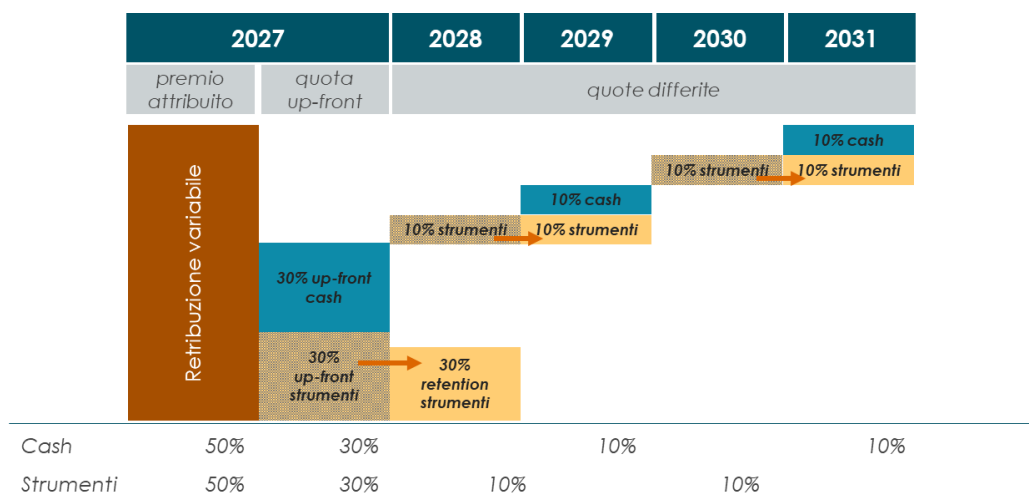 2027 2028 2029 2030 2031
premio attribuito
quota up-front
quote differite
Retribuzione variabile
10% cash
10% strumenti
10% strumenti
10% cash
10% strumenti
10% strumenti
30% up-front
cash
30%
up-front
strumenti
30%
retention
strumenti
Cash 50% 30% 10% 10%
Strumenti 50% 30% 10% 10%